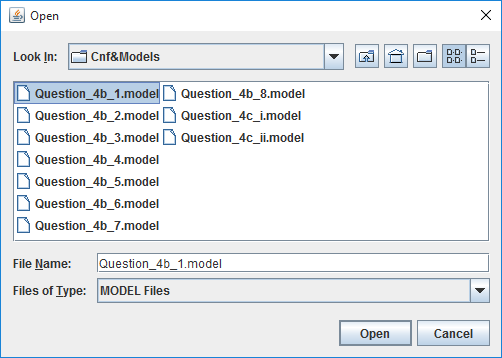 Open
Look In: Cnf&Models
Question_4b_1.model
Question_4b_2.model
Question_4b_3.model
Question_4b_4.model
Question_4b_5.model
Question_4b_6.model
Question_4b_7.model
Question_4b_8.model
Question_4c_i.model
Question_4c_ii.model
File Name: Question_4b_1.model
Files of Type: MODEL Files
Open Cancel